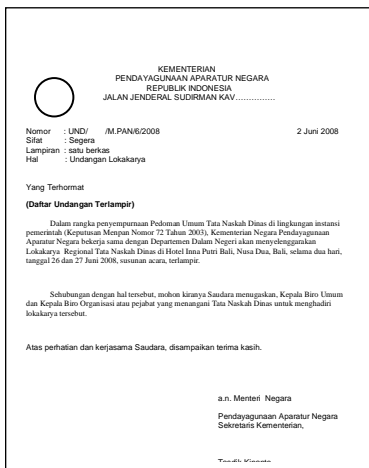 KEMENTERIAN
PENDAYAGUNAAN APARATUR NEGARA
REPUBLIK INDONESIA
JALAN JENDERAL SUDIRMAN KAV……………
Nomor : UND/ /M.PAN/6/2008 2 Juni 2008
Sifat : Segera
Lampiran : satu berkas
Hal : Undangan Lokakarya
Yang Terhormat
(Daftar Undangan Terlampir)
Dalam rangka penyempurnaan Pedoman Umum Tata Naskah Dinas di lingkungan instansi
pemerintah (Keputusan Menpan Nomor 72 Tahun 2003), Kementerian Negara Pendayagunaan
Aparatur Negara bekerja sama dengan Departemen Dalam Negeri akan menyelenggarakan
Lokakarya Regional Tata Naskah Dinas di Hotel Inna Putri Bali, Nusa Dua, Bali, selama dua hari,
tanggal 26 dan 27 Juni 2008, susunan acara, terlampir.
Sehubungan dengan hal tersebut, mohon kiranya Saudara menugaskan, Kepala Biro Umum
dan Kepala Biro Organisasi atau pejabat yang menangani Tata Naskah Dinas untuk menghadiri
lokakarya tersebut.
Atas perhatian dan kerjasama Saudara, disampaikan terima kasih.
a.n. Menteri Negara
Pendayagunaan Aparatur Negara
Sekretaris Kementerian,